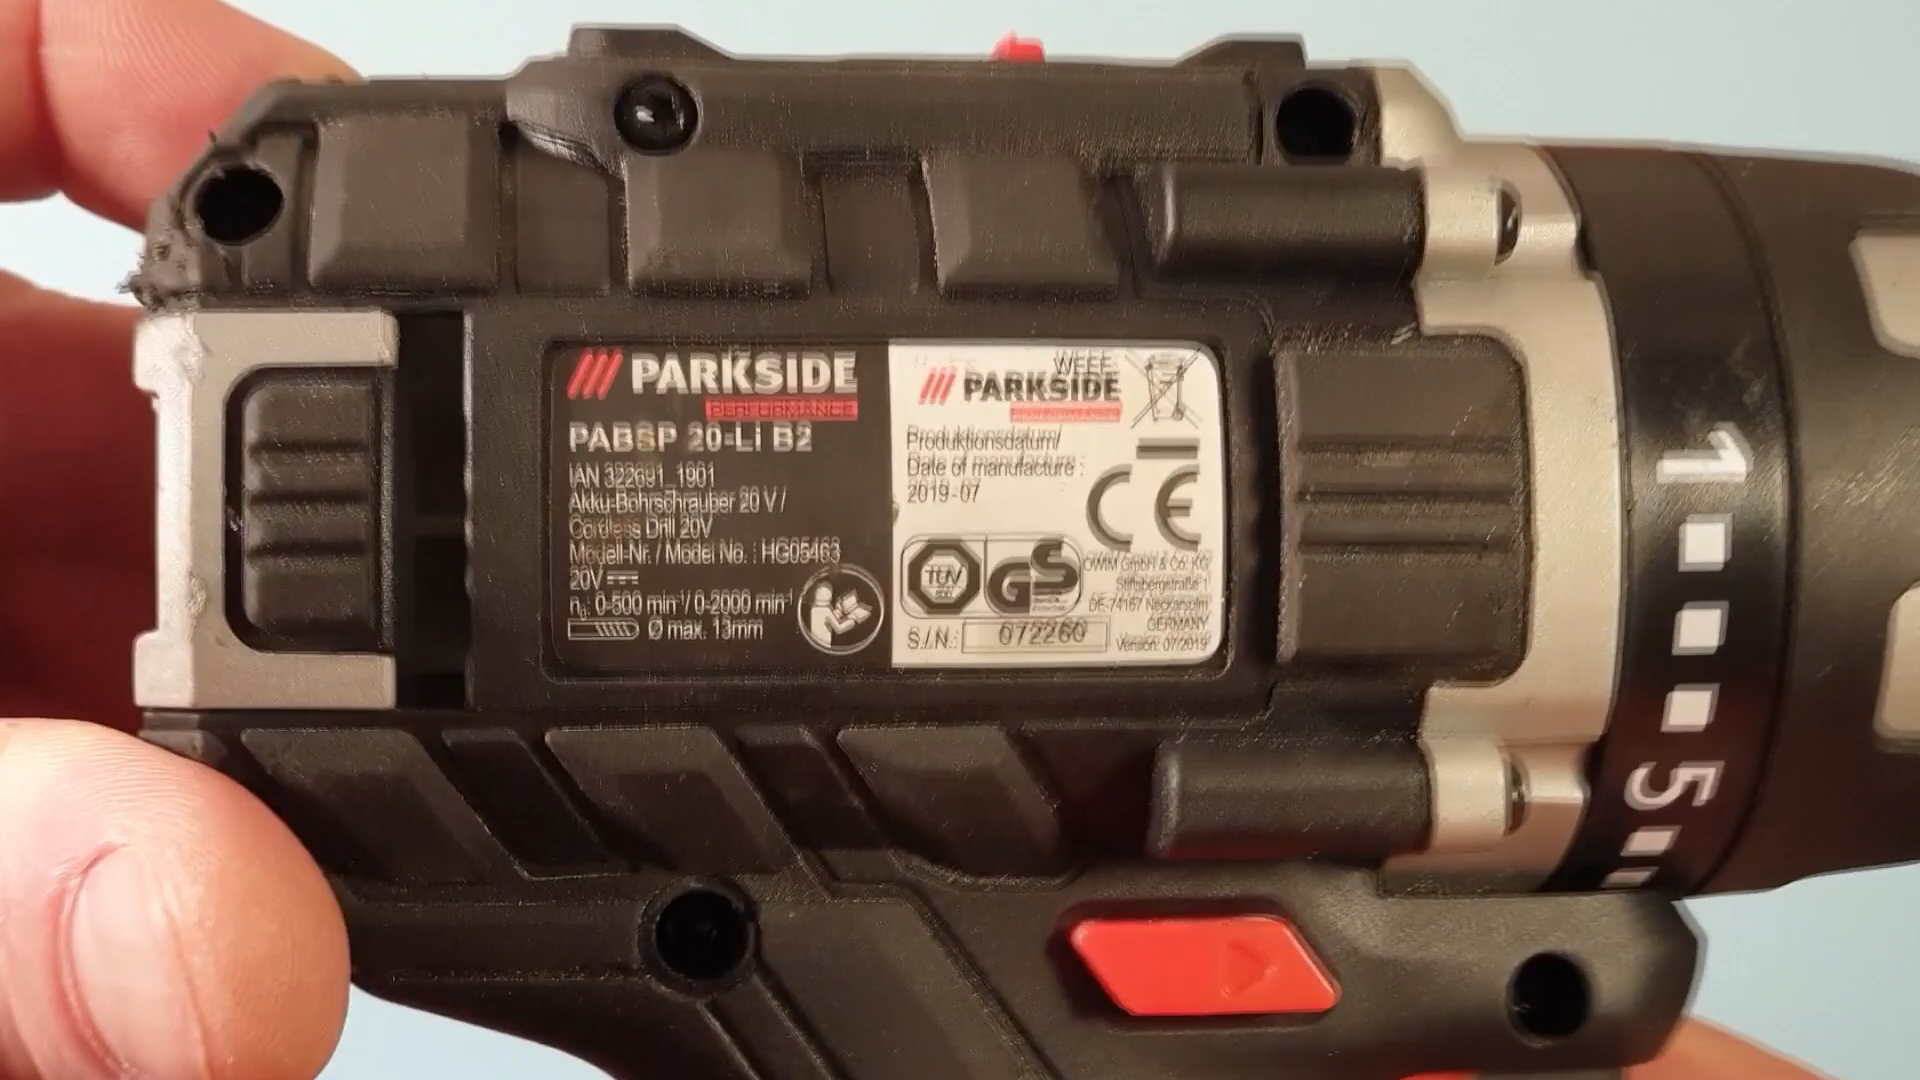 PARKSIDE
PERFORMANCE
PABSP 20-Li B2
IAN 322691_1901
Akku-Bohrschrauber 20 V /
Cordless Drill 20V
Modell-Nr. / Model No. : HG05463
20V
n₀: 0-500 min⁻¹/ 0-2000 min⁻¹
Ø max. 13mm
WEEE
PARKSIDE
Produktionsdatum/
Date of manufacture :
2019-07
CE
TÜV
GS
OWIM GmbH & Co. KG
Stiftsbergstraße 1
DE-74167 Neckarsulm
GERMANY
Version: 07/2019
S./N.: 072260
1
5